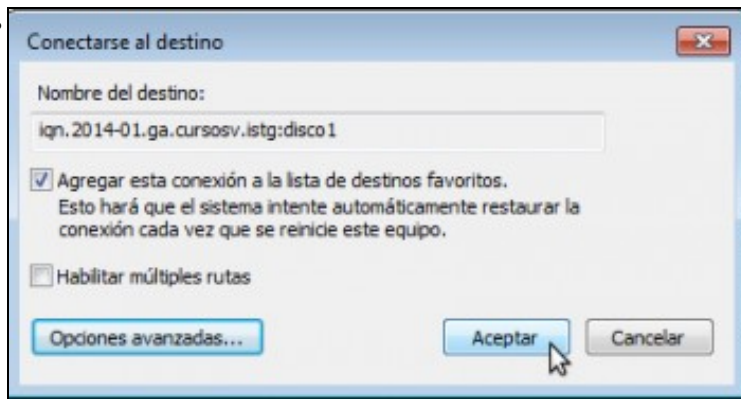 Conectarse al destino
Nombre del destino:
iqn.2014-01.ga.cursosv.istg:disco1
Agregar esta conexión a la lista de destinos favoritos.
Esto hará que el sistema intente automáticamente restaurar la
conexión cada vez que se reinicie este equipo.
Habilitar múltiples rutas
Opciones avanzadas... Aceptar Cancelar